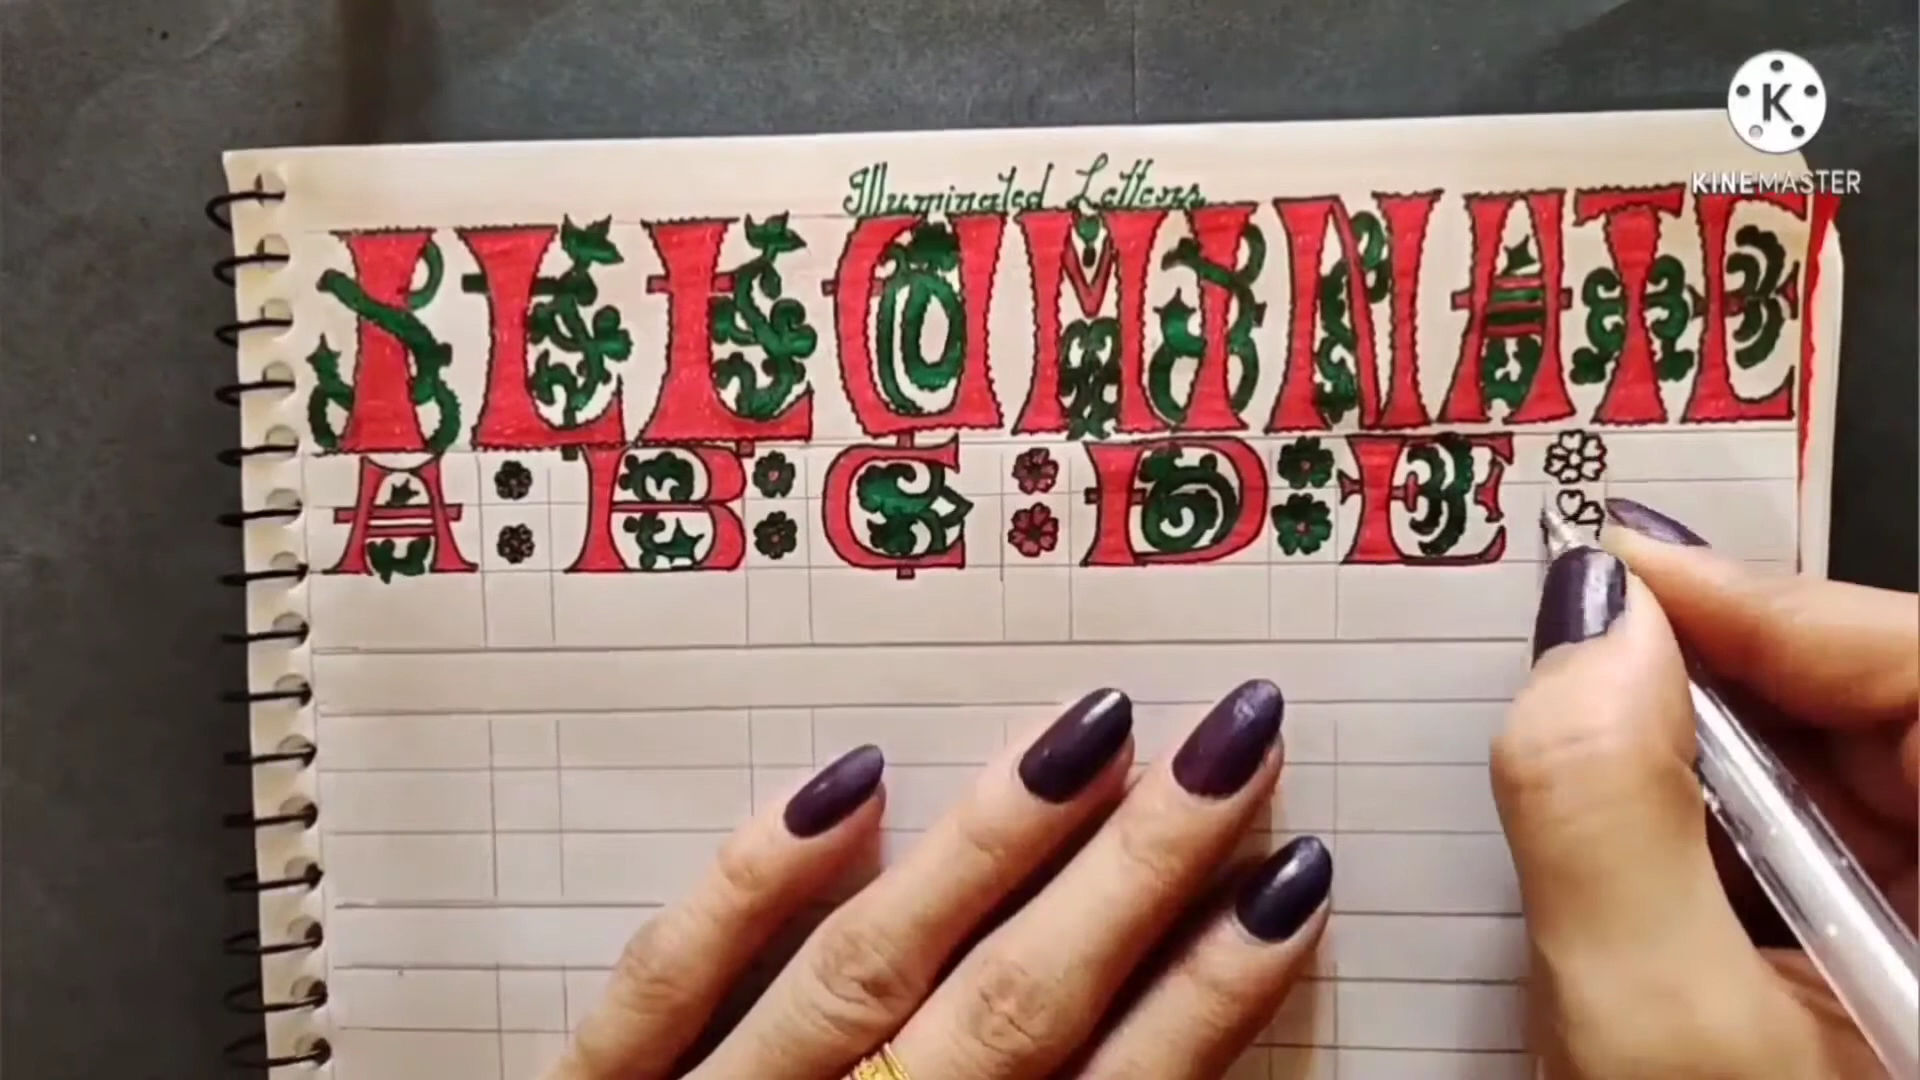 Illuminated Letters
ILLUMINATE
A B C D E
K
KINEMASTER